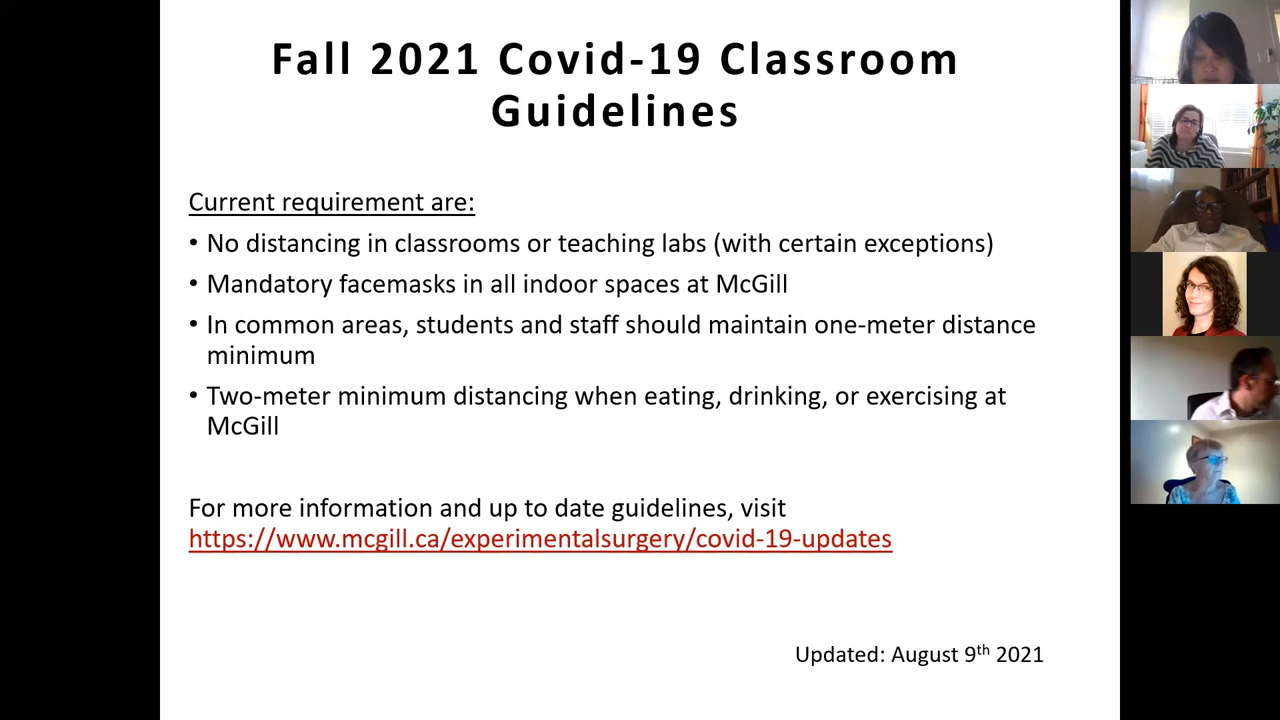 Fall 2021 Covid-19 Classroom
Guidelines
Current requirement are:
• No distancing in classrooms or teaching labs (with certain exceptions)
• Mandatory facemasks in all indoor spaces at McGill
• In common areas, students and staff should maintain one-meter distance
minimum
• Two-meter minimum distancing when eating, drinking, or exercising at
McGill
For more information and up to date guidelines, visit
https://www.mcgill.ca/experimentalsurgery/covid-19-updates
Updated: August 9th 2021